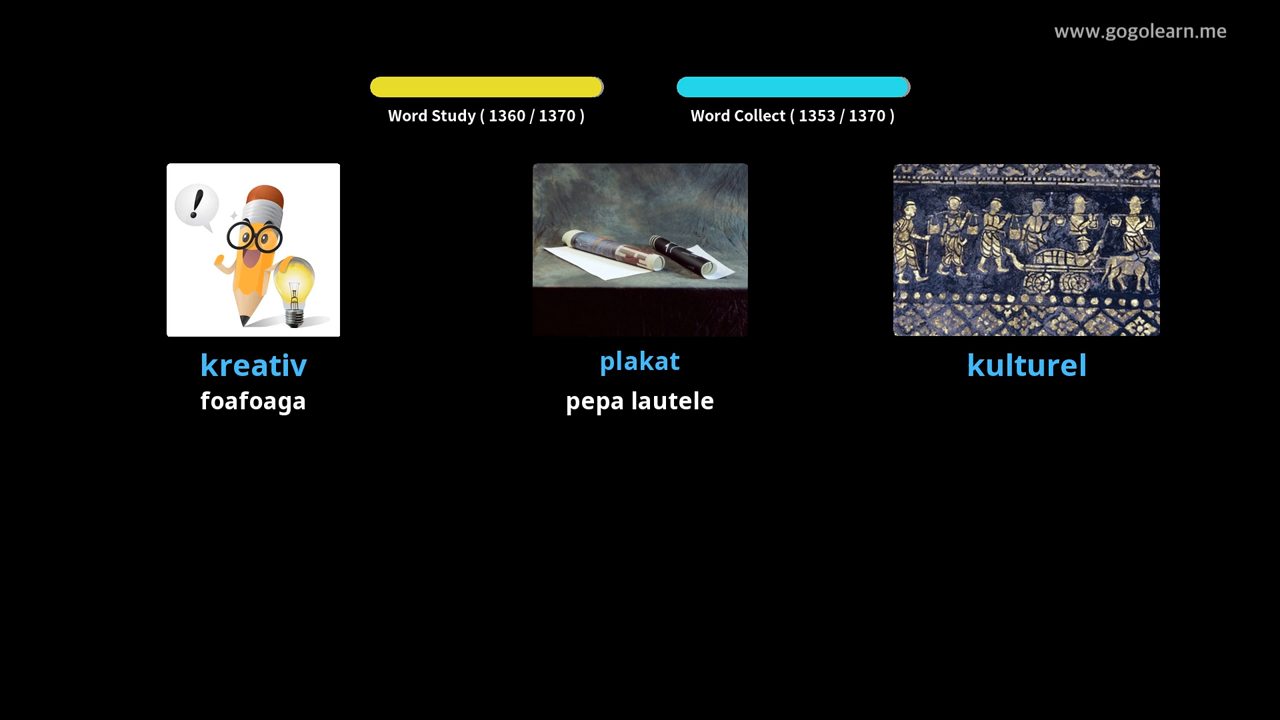 www.gogolearn.me
Word Study ( 1360 / 1370 )
Word Collect ( 1353 / 1370 )
!
kreativ
foafoaga
plakat
pepa lautele
kulturel